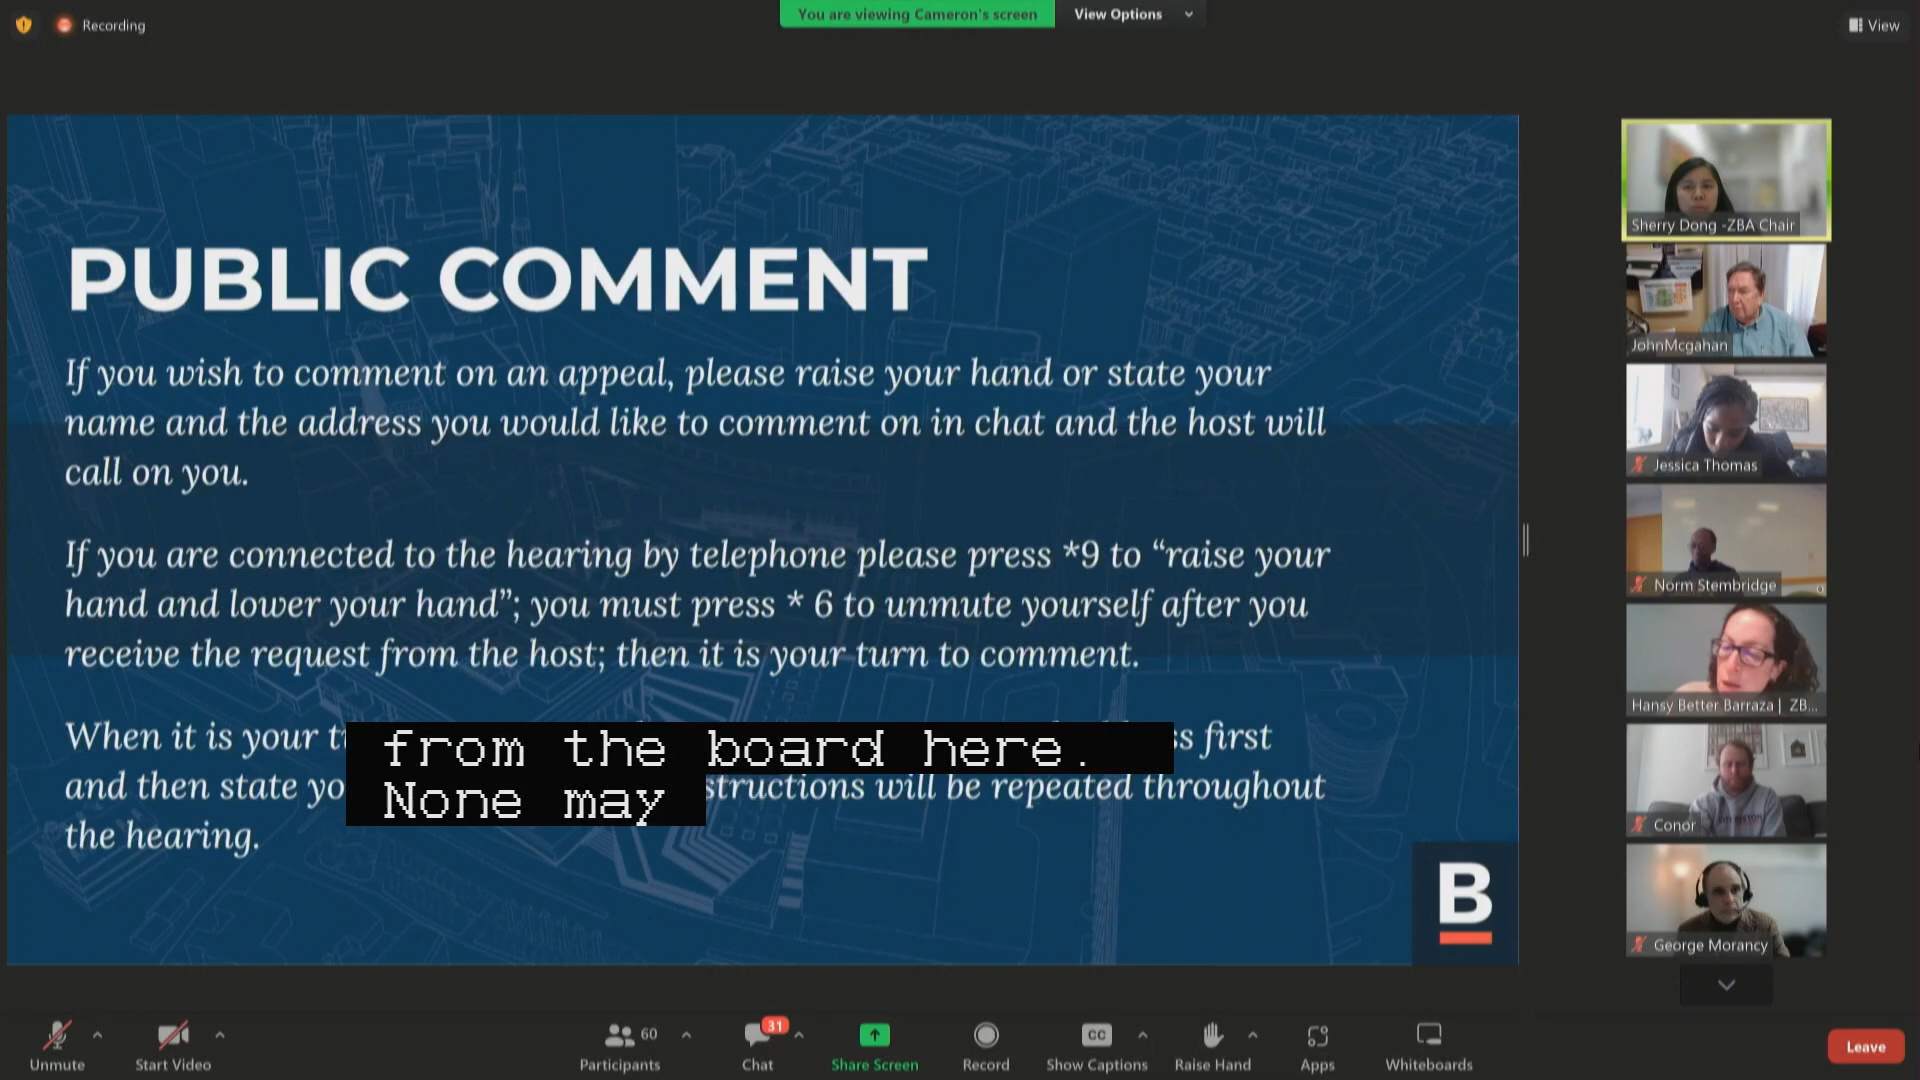 Recording
You are viewing Cameron's screen
View Options
View
PUBLIC COMMENT
If you wish to comment on an appeal, please raise your hand or state your
name and the address you would like to comment on in chat and the host will
call on you.
If you are connected to the hearing by telephone please press *9 to “raise your
hand and lower your hand”; you must press * 6 to unmute yourself after you
receive the request from the host; then it is your turn to comment.
When it is your
first
and then state
will be repeated throughout
the hearing.
from the board here.
None may
B
Sherry Dong -ZBA Chair
JohnMcgahan
Jessica Thomas
Norm Stembridge
Hansy Better Barraza | ZB...
Conor
George Morancy
Unmute
Start Video
60
Participants
31
Chat
Share Screen
Record
CC
Show Captions
Raise Hand
Apps
Whiteboards
Leave